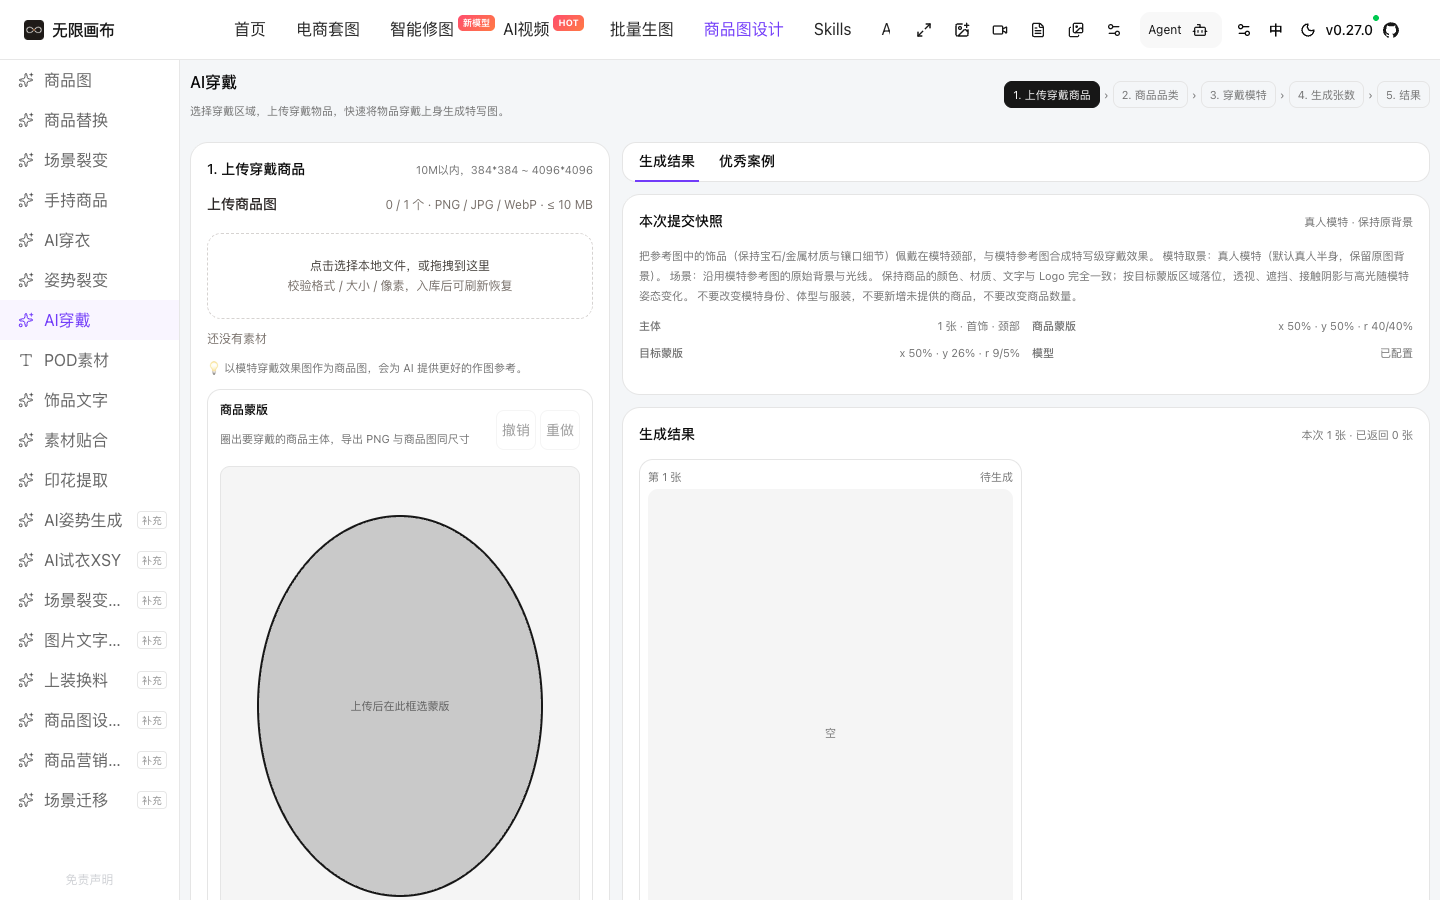 无限画布
首页
电商套图
智能修图
新模型
AI视频
HOT
批量生图
商品图设计
Skills
A
Agent
中
v0.27.0
商品图
商品替换
场景裂变
手持商品
AI穿衣
姿势裂变
AI穿戴
POD素材
饰品文字
素材贴合
印花提取
AI姿势生成 补充
AI试衣XSY 补充
场景裂变... 补充
图片文字... 补充
上装换料 补充
商品图设... 补充
商品营销... 补充
场景迁移 补充
免责声明
AI穿戴
选择穿戴区域，上传穿戴物品，快速将物品穿戴上身生成特写图。
1. 上传穿戴商品 › 2. 商品品类 › 3. 穿戴模特 › 4. 生成张数 › 5. 结果
1. 上传穿戴商品
10M以内，384*384 ~ 4096*4096
上传商品图
0 / 1 个 · PNG / JPG / WebP · ≤ 10 MB
点击选择本地文件，或拖拽到这里
校验格式 / 大小 / 像素，入库后可刷新恢复
还没有素材
💡 以模特穿戴效果图作为商品图，会为 AI 提供更好的作图参考。
商品蒙版
圈出要穿戴的商品主体，导出 PNG 与商品图同尺寸
撤销
重做
上传后在此框选蒙版
生成结果
优秀案例
本次提交快照
真人模特 · 保持原背景
把参考图中的饰品（保持宝石/金属材质与镶口细节）佩戴在模特颈部，与模特参考图合成特写级穿戴效果。 模特取景：真人模特（默认真人半身，保留原图背
景）。 场景：沿用模特参考图的原始背景与光线。 保持商品的颜色、材质、文字与 Logo 完全一致；按目标蒙版区域落位，透视、遮挡、接触阴影与高光随模特
姿态变化。 不要改变模特身份、体型与服装，不要新增未提供的商品，不要改变商品数量。
主体
1 张 · 首饰 · 颈部
商品蒙版
x 50% · y 50% · r 40/40%
目标蒙版
x 50% · y 26% · r 9/5%
模型
已配置
生成结果
本次 1 张 · 已返回 0 张
第 1 张
待生成
空